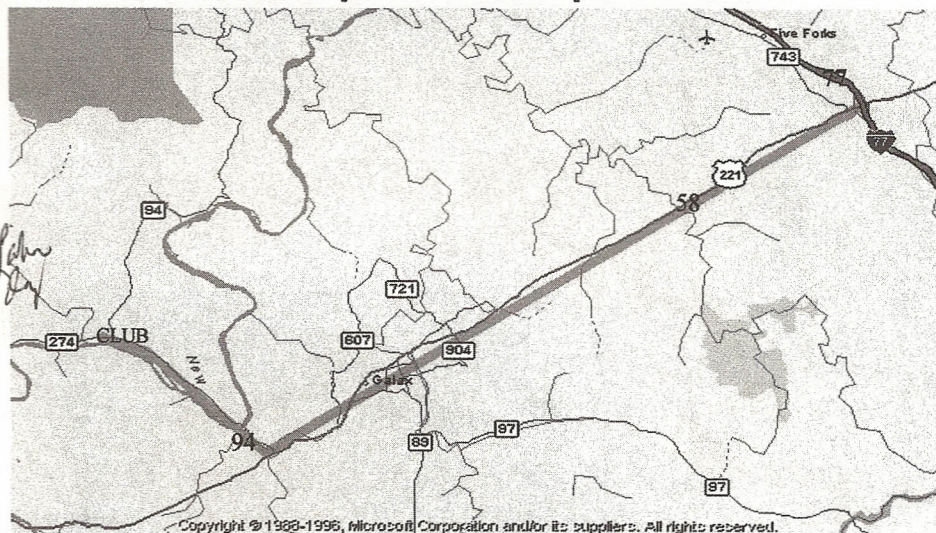 Five Forks
743
77
77
221
58
94
721
274
CLUB
New
607
904
Galax
94
89
97
97
Copyright © 1988-1996, Microsoft Corporation and/or its suppliers. All rights reserved.